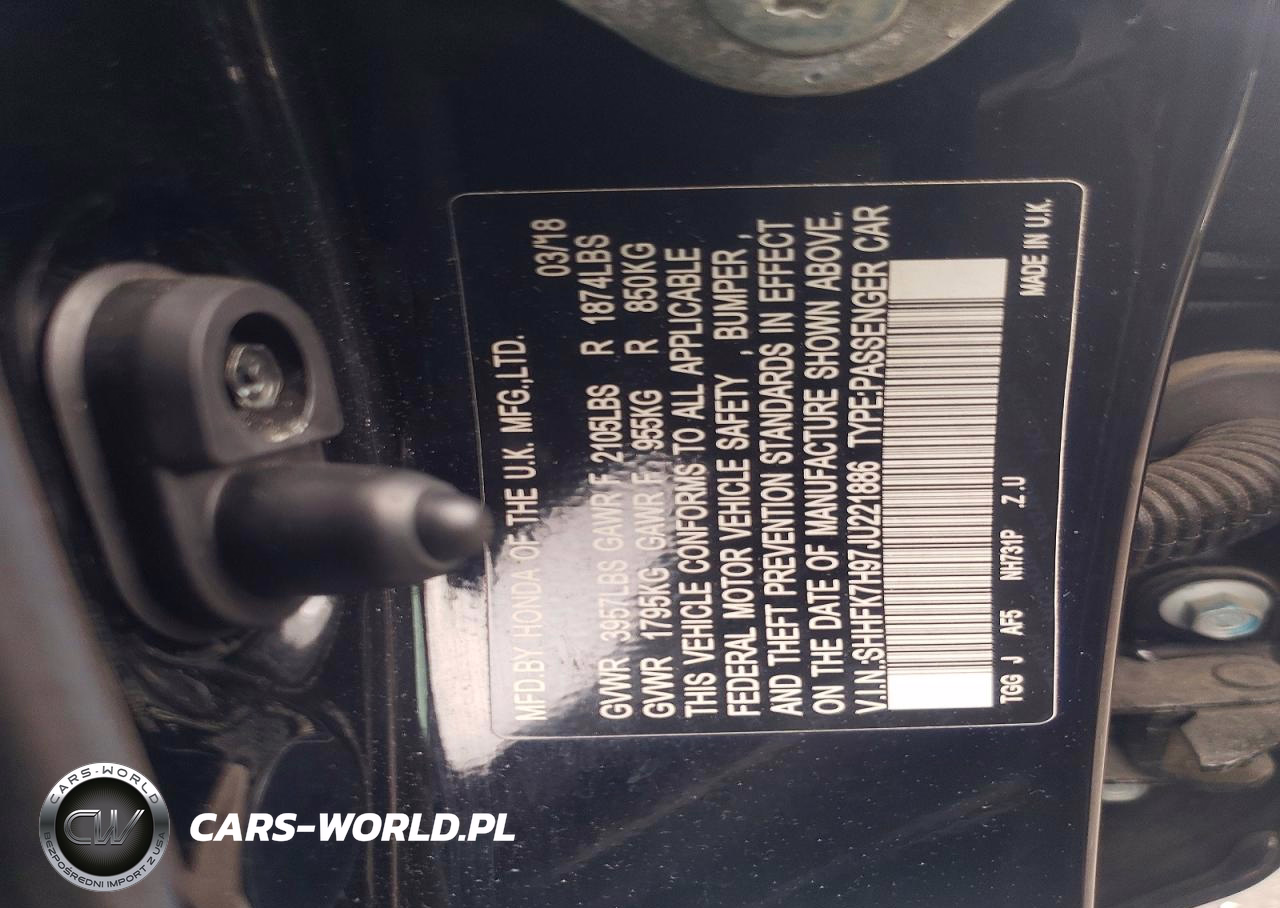 MFD.BY HONDA OF THE U.K. MFG.,LTD. 03/18
GVWR 3957LBS GAWR F 2105LBS R 1874LBS
GVWR 1795KG GAWR F 955KG R 850KG
THIS VEHICLE CONFORMS TO ALL APPLICABLE
FEDERAL MOTOR VEHICLE SAFETY , BUMPER ,
AND THEFT PREVENTION STANDARDS IN EFFECT
ON THE DATE OF MANUFACTURE SHOWN ABOVE.
V.I.N.:SHHFK7H97JU221886 TYPE:PASSENGER CAR
TGG J AF5 NH731P Z.J
MADE IN U.K.
CARS-WORLD
CW
BEZPOŚREDNI IMPORT Z USA
CARS-WORLD.PL